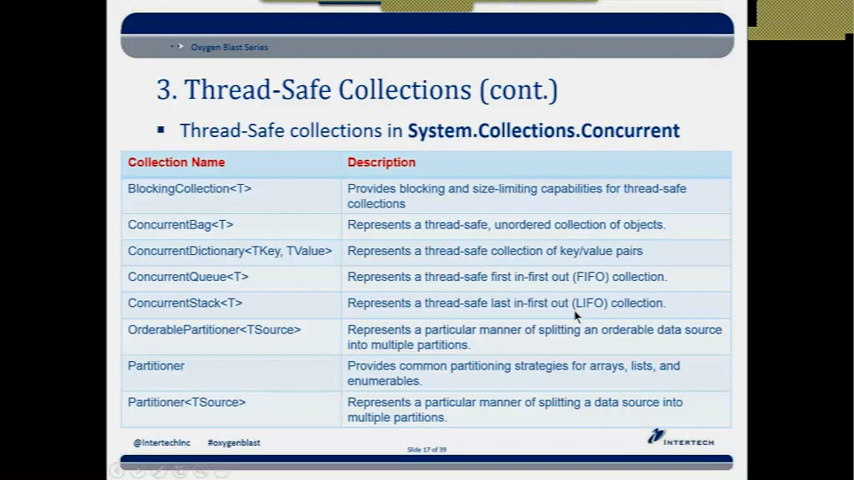 Oxygen Blast Series
3. Thread-Safe Collections (cont.)
Thread-Safe collections in System.Collections.Concurrent
Collection Name Description
BlockingCollection<T> Provides blocking and size-limiting capabilities for thread-safe
collections
ConcurrentBag<T> Represents a thread-safe, unordered collection of objects.
ConcurrentDictionary<TKey, TValue> Represents a thread-safe collection of key/value pairs
ConcurrentQueue<T> Represents a thread-safe first in-first out (FIFO) collection.
ConcurrentStack<T> Represents a thread-safe last in-first out (LIFO) collection.
OrderablePartitioner<TSource> Represents a particular manner of splitting an orderable data source
into multiple partitions.
Partitioner Provides common partitioning strategies for arrays, lists, and
enumerables.
Partitioner<TSource> Represents a particular manner of splitting a data source into
multiple partitions.
@IntertechInc #oxygenblast
Slide 17 of 39
INTERTECH